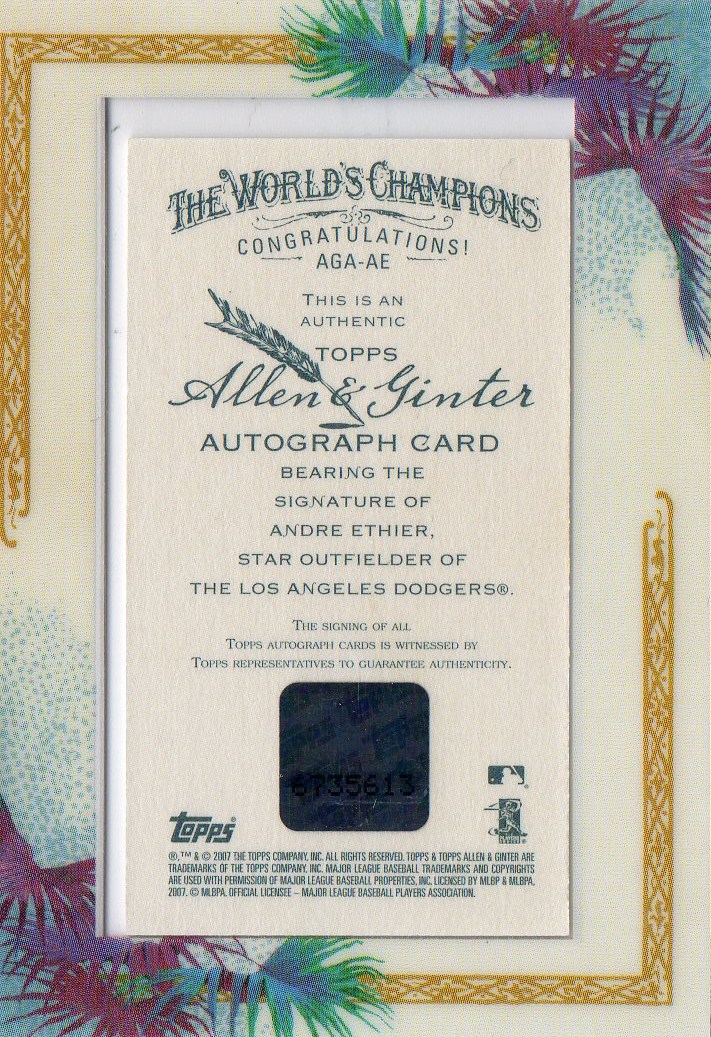 THE WORLD'S CHAMPIONS
CONGRATULATIONS!
AGA-AE
THIS IS AN
AUTHENTIC
TOPPS
Allen & Ginter
AUTOGRAPH CARD
BEARING THE
SIGNATURE OF
ANDRE ETHIER,
STAR OUTFIELDER OF
THE LOS ANGELES DODGERS®.
THE SIGNING OF ALL
TOPPS AUTOGRAPH CARDS IS WITNESSED BY
TOPPS REPRESENTATIVES TO GUARANTEE AUTHENTICITY.
6P35613
TOPPS
®,™ & © 2007 THE TOPPS COMPANY, INC. ALL RIGHTS RESERVED. TOPPS & TOPPS ALLEN & GINTER ARE
TRADEMARKS OF THE TOPPS COMPANY, INC. MAJOR LEAGUE BASEBALL TRADEMARKS AND COPYRIGHTS
ARE USED WITH PERMISSION OF MAJOR LEAGUE BASEBALL PROPERTIES, INC. LICENSED BY MLBP & MLBPA,
2007. © MLBPA. OFFICIAL LICENSEE – MAJOR LEAGUE BASEBALL PLAYERS ASSOCIATION.